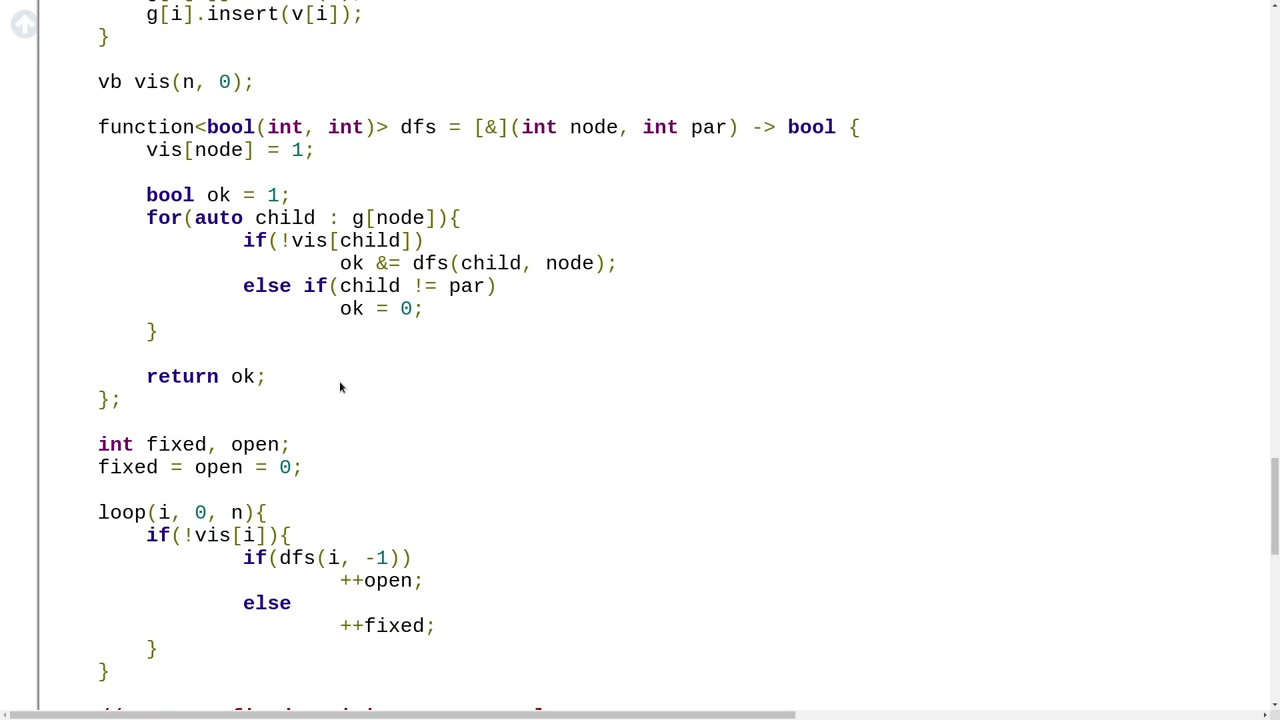 g[i].insert(v[i]);
}
vb vis(n, 0);
function<bool(int, int)> dfs = [&](int node, int par) -> bool {
vis[node] = 1;
bool ok = 1;
for(auto child : g[node]){
if(!vis[child])
ok &= dfs(child, node);
else if(child != par)
ok = 0;
}
return ok;
};
int fixed, open;
fixed = open = 0;
loop(i, 0, n){
if(!vis[i]){
if(dfs(i, -1))
++open;
else
++fixed;
}
}